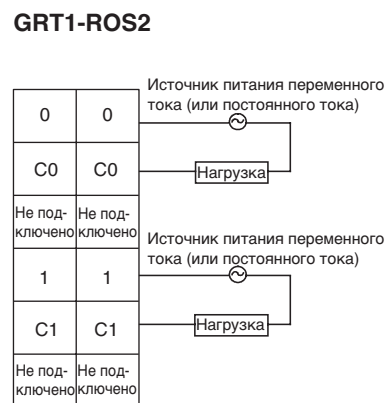 GRT1-ROS2
Источник питания переменного
тока (или постоянного тока)
0 0
C0 C0
Нагрузка
Не под- Не под-
ключено ключено
Источник питания переменного
тока (или постоянного тока)
1 1
C1 C1
Нагрузка
Не под- Не под-
ключено ключено